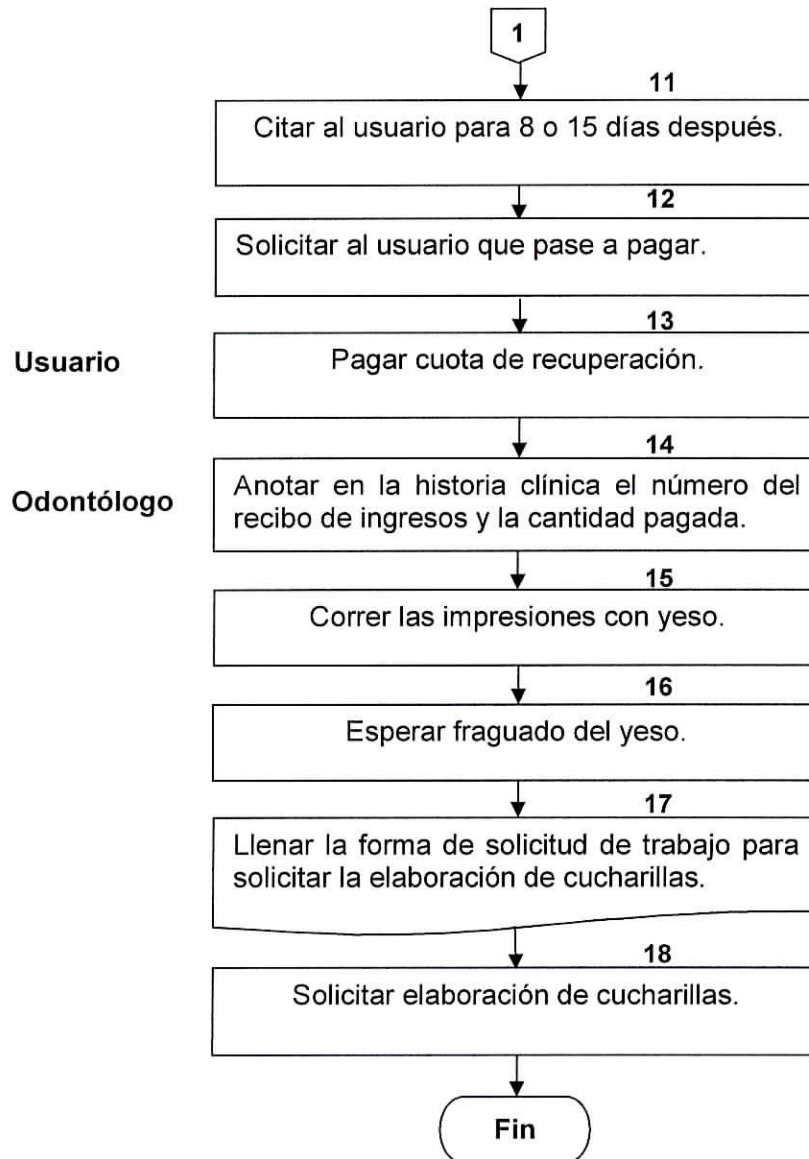 1
11
Citar al usuario para 8 o 15 días después.
12
Solicitar al usuario que pase a pagar.
13
Usuario
Pagar cuota de recuperación.
14
Odontólogo
Anotar en la historia clínica el número del
recibo de ingresos y la cantidad pagada.
15
Correr las impresiones con yeso.
16
Esperar fraguado del yeso.
17
Llenar la forma de solicitud de trabajo para
solicitar la elaboración de cucharillas.
18
Solicitar elaboración de cucharillas.
Fin